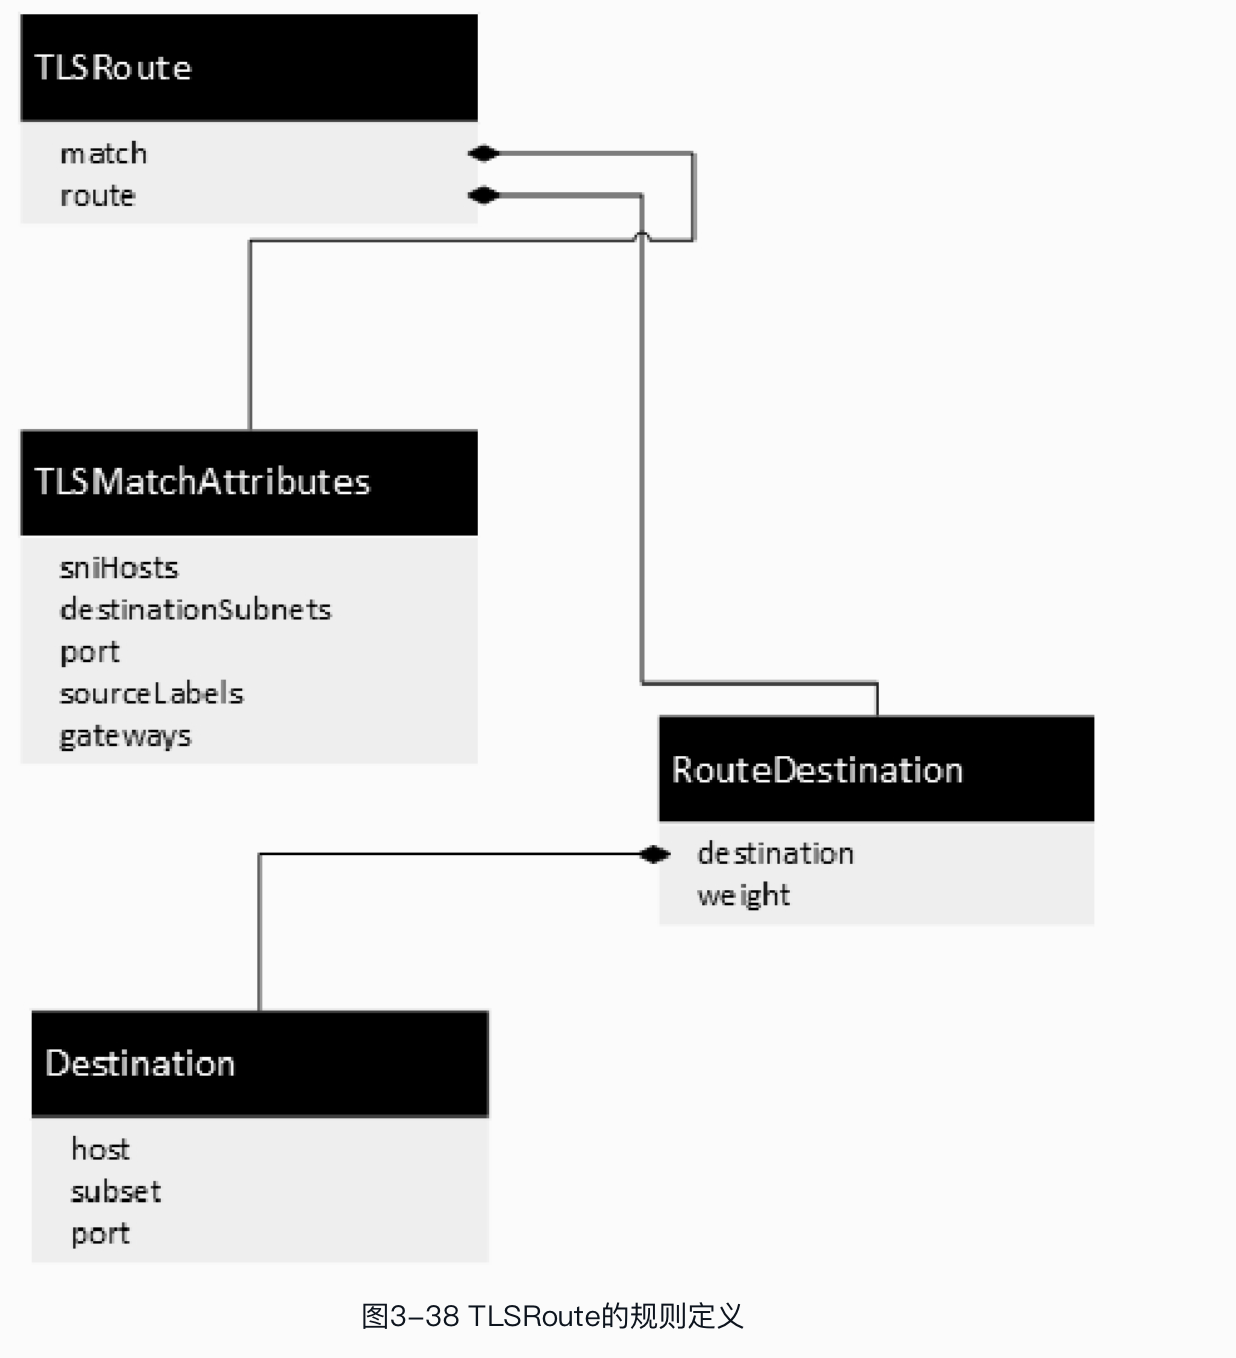 TLSRoute
match
route
TLSMatchAttributes
sniHosts
destinationSubnets
port
sourceLabels
gateways
RouteDestination
destination
weight
Destination
host
subset
port
图3-38 TLSRoute的规则定义